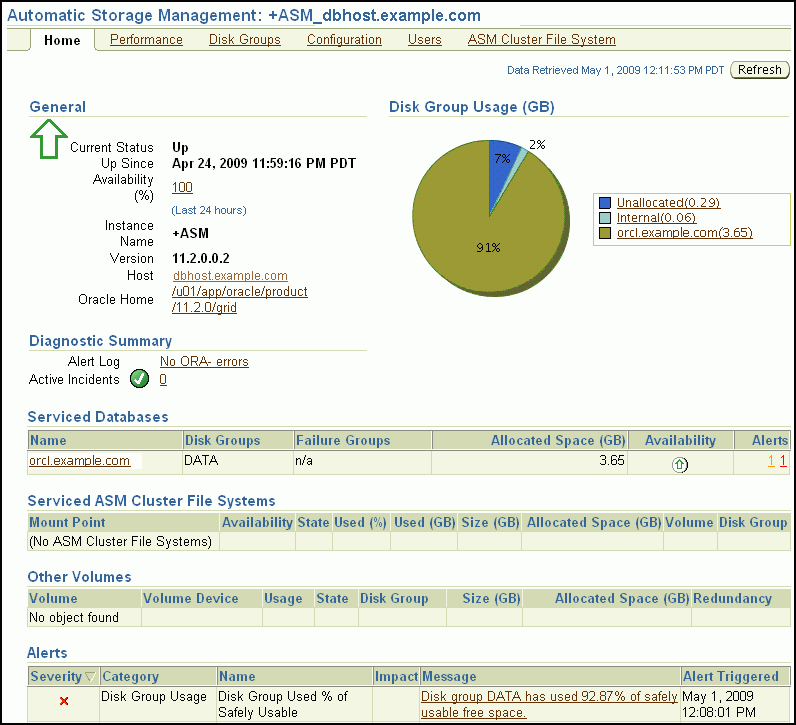 Automatic Storage Management: +ASM_dbhost.example.com
Home Performance Disk Groups Configuration Users ASM Cluster File System
Data Retrieved May 1, 2009 12:11:53 PM PDT Refresh
General
Current Status Up
Up Since Apr 24, 2009 11:59:16 PM PDT
Availability (%) 100
(Last 24 hours)
Instance Name +ASM
Version 11.2.0.0.2
Host dbhost.example.com
Oracle Home /u01/app/oracle/product
/11.2.0/grid
Disk Group Usage (GB)
7%
2%
91%
Unallocated(0.29)
Internal(0.06)
orcl.example.com(3.65)
Diagnostic Summary
Alert Log No ORA- errors
Active Incidents 0
Serviced Databases
Name Disk Groups Failure Groups Allocated Space (GB) Availability Alerts
orcl.example.com DATA n/a 3.65 1 1
Serviced ASM Cluster File Systems
Mount Point Availability State Used (%) Used (GB) Size (GB) Allocated Space (GB) Volume Disk Group
(No ASM Cluster File Systems)
Other Volumes
Volume Volume Device Usage State Disk Group Size (GB) Allocated Space (GB) Redundancy
No object found
Alerts
Severity Category Name Impact Message Alert Triggered
Disk Group Usage Disk Group Used % of Disk group DATA has used 92.87% of safely May 1, 2009
Safely Usable usable free space. 12:08:01 PM